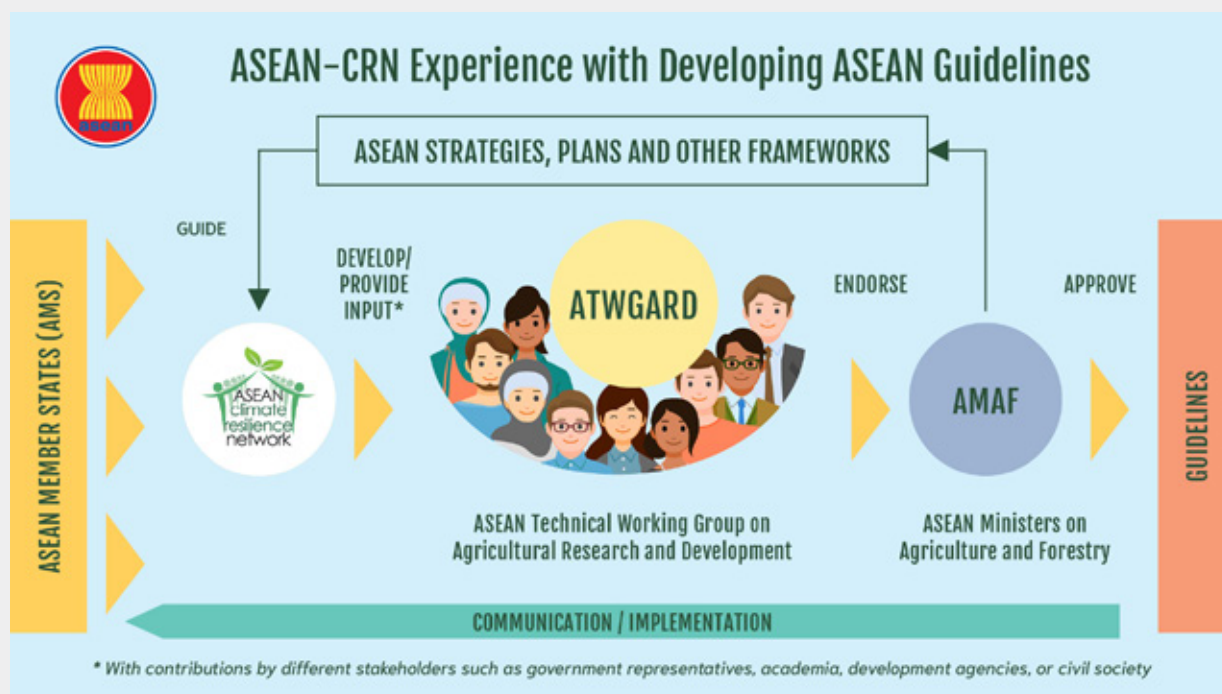 ASEAN-CRN Experience with Developing ASEAN Guidelines
asean
ASEAN STRATEGIES, PLANS AND OTHER FRAMEWORKS
ASEAN MEMBER STATES (AMS)
GUIDE
ASEAN
climate
resilience
network
DEVELOP/
PROVIDE
INPUT*
ATWGARD
ASEAN Technical Working Group on
Agricultural Research and Development
ENDORSE
AMAF
ASEAN Ministers on
Agriculture and Forestry
APPROVE
GUIDELINES
COMMUNICATION / IMPLEMENTATION
* With contributions by different stakeholders such as government representatives, academia, development agencies, or civil society